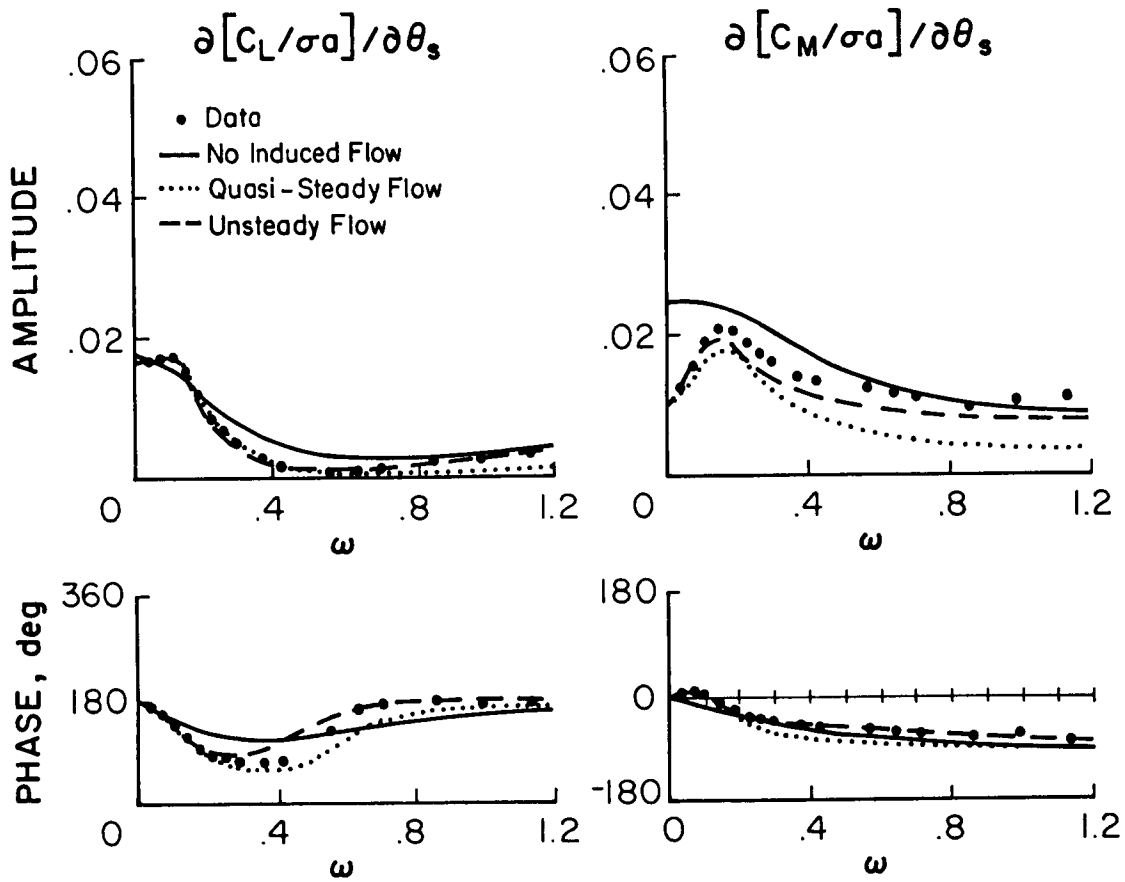 ∂[C_L/σa]/∂θ_s
.06
.04
.02
0
.4
.8
1.2
ω
AMPLITUDE
Data
No Induced Flow
Quasi-Steady Flow
Unsteady Flow
∂[C_M/σa]/∂θ_s
.06
.04
.02
0
.4
.8
1.2
ω
PHASE, deg
360
180
0
.4
.8
1.2
ω
180
0
-180
0
.4
.8
1.2
ω